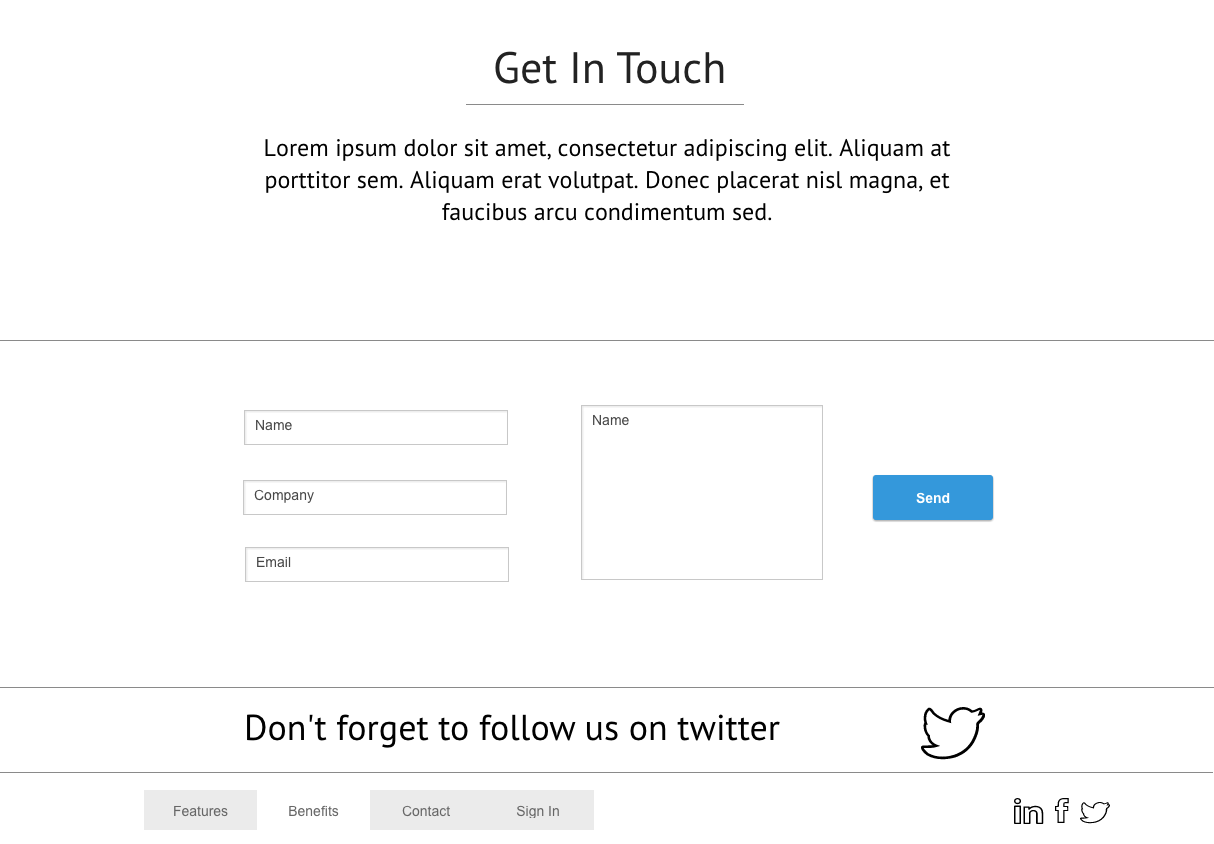 Get In Touch
Lorem ipsum dolor sit amet, consectetur adipiscing elit. Aliquam at
porttitor sem. Aliquam erat volutpat. Donec placerat nisl magna, et
faucibus arcu condimentum sed.
Name
Company
Email
Name
Send
Don't forget to follow us on twitter
Features Benefits Contact Sign In